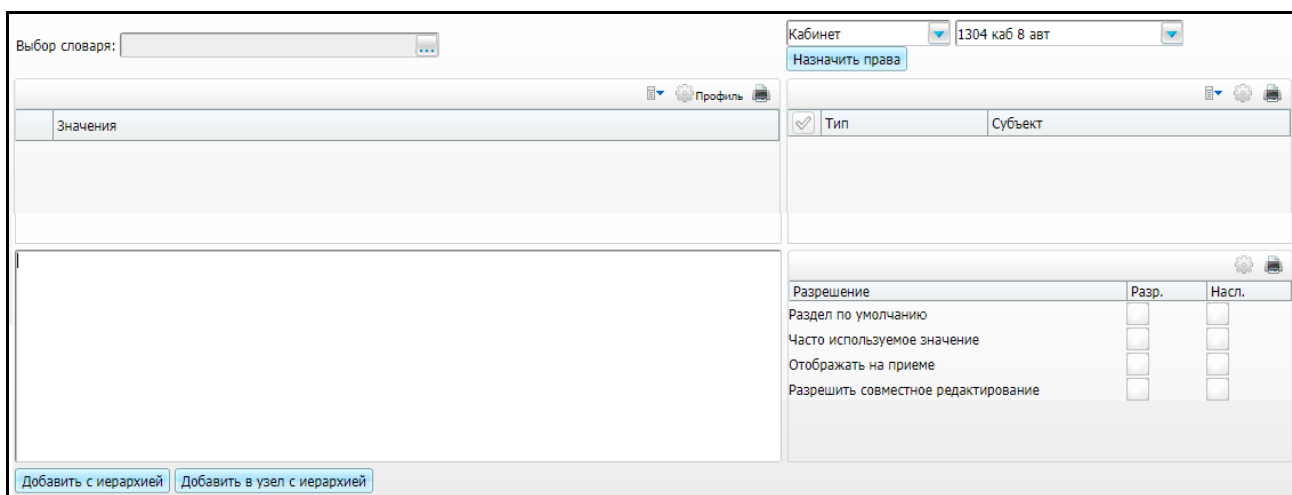 Выбор словаря: ...
Кабинет 1304 каб 8 авт
Назначить права
Профиль
Значения
Тип Субъект
Разрешение Разр. Насл.
Раздел по умолчанию
Часто используемое значение
Отображать на приеме
Разрешить совместное редактирование
Добавить с иерархией Добавить в узел с иерархией